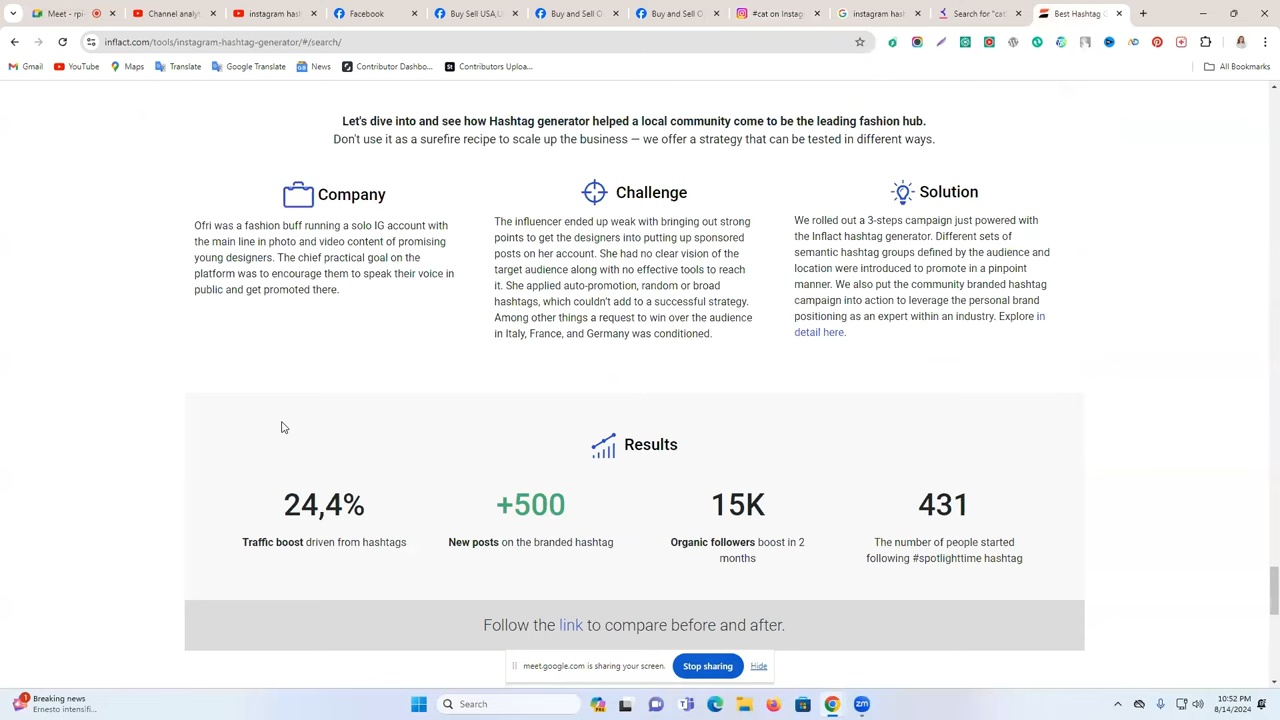 Meet - rpi
Channel analy
instagram hash
Facebook
Buy Sell USA,U
Buy and Sell O
Buy and Sell O
#cat on Instag
instagram hash
Search for "cat
Best Hashtag G
inflact.com/tools/instagram-hashtag-generator/#/search/
Gmail
YouTube
Maps
Translate
Google Translate
News
Contributor Dashbo...
Contributors Uploa...
All Bookmarks
Let's dive into and see how Hashtag generator helped a local community come to be the leading fashion hub.
Don't use it as a surefire recipe to scale up the business — we offer a strategy that can be tested in different ways.
Company
Ofri was a fashion buff running a solo IG account with
the main line in photo and video content of promising
young designers. The chief practical goal on the
platform was to encourage them to speak their voice in
public and get promoted there.
Challenge
The influencer ended up weak with bringing out strong
points to get the designers into putting up sponsored
posts on her account. She had no clear vision of the
target audience along with no effective tools to reach
it. She applied auto-promotion, random or broad
hashtags, which couldn't add to a successful strategy.
Among other things a request to win over the audience
in Italy, France, and Germany was conditioned.
Solution
We rolled out a 3-steps campaign just powered with
the Inflact hashtag generator. Different sets of
semantic hashtag groups defined by the audience and
location were introduced to promote in a pinpoint
manner. We also put the community branded hashtag
campaign into action to leverage the personal brand
positioning as an expert within an industry. Explore in
detail here.
Results
24,4%
Traffic boost driven from hashtags
+500
New posts on the branded hashtag
15K
Organic followers boost in 2
months
431
The number of people started
following #spotlighttime hashtag
Follow the link to compare before and after.
meet.google.com is sharing your screen.
Stop sharing
Hide
1
Breaking news
Ernesto intensifi...
Search
zm
10:52 PM
8/14/2024